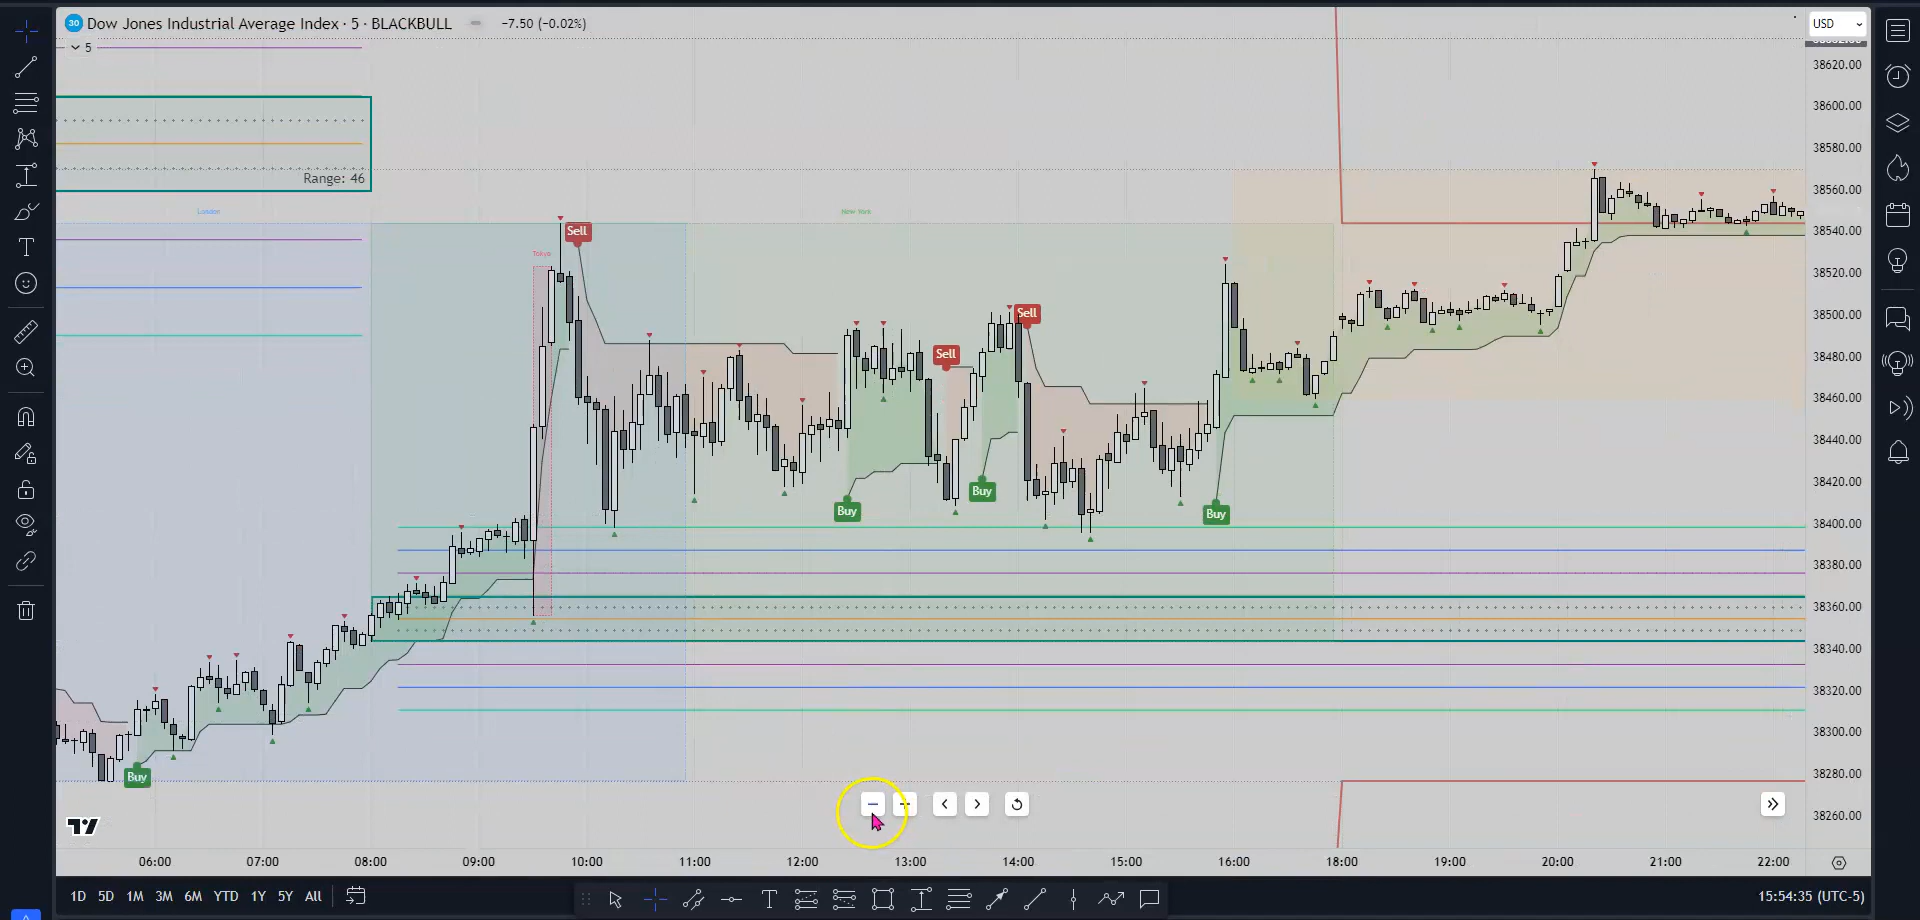 30 Dow Jones Industrial Average Index · 5 · BLACKBULL −7.50 (−0.02%)
USD
5
38620.00
38600.00
38580.00
38560.00
38540.00
38520.00
38500.00
38480.00
38460.00
38440.00
38420.00
38400.00
38380.00
38360.00
38340.00
38320.00
38300.00
38280.00
38260.00
Range: 46
London
New York
Tokyo
Sell
Sell
Sell
Buy
Buy
Buy
Buy
06:00 07:00 08:00 09:00 10:00 11:00 12:00 13:00 14:00 15:00 16:00 18:00 19:00 20:00 21:00 22:00
1D 5D 1M 3M 6M YTD 1Y 5Y All
15:54:35 (UTC-5)